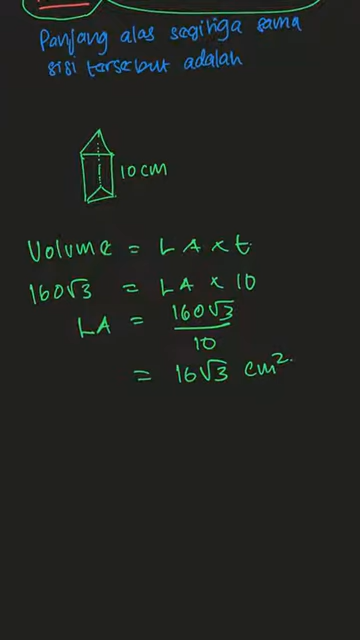 Panjang alas segitiga sama
sisi tersebut adalah
10 cm
Volume = LA × t.
160√3 = LA × 10
LA = 160√3
10
= 16√3 cm².